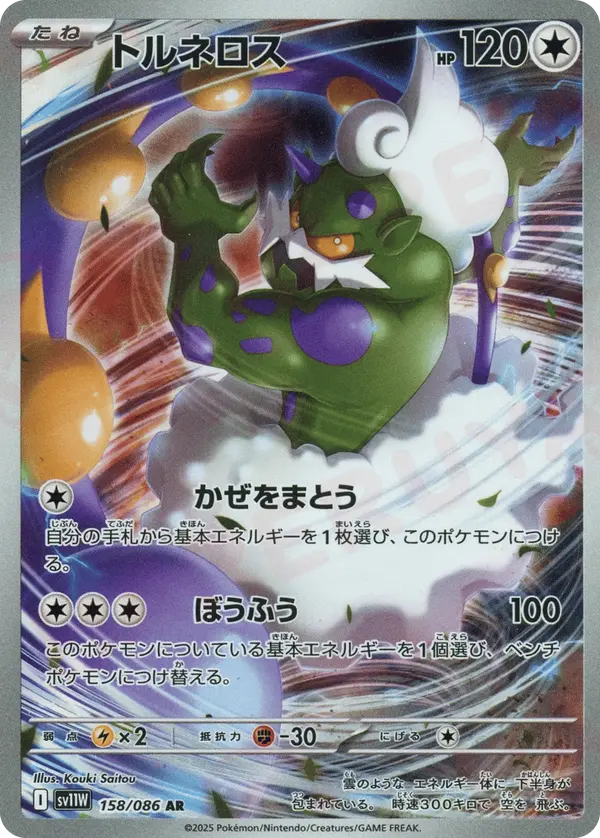 たね
トルネロス
HP 120
かぜをまとう
自分の手札から基本エネルギーを1枚選び、このポケモンにつけ
る。
ぼうふう 100
このポケモンについている基本エネルギーを1個選び、ベンチ
ポケモンにつけ替える。
弱点 ×2 抵抗力 -30 にげる
Illus. Kouki Saitou
I sv11W 158/086 AR
雲のような エネルギー体に 下半身が
包まれている。 時速300キロで 空を 飛ぶ。
©2025 Pokémon/Nintendo/Creatures/GAME FREAK.